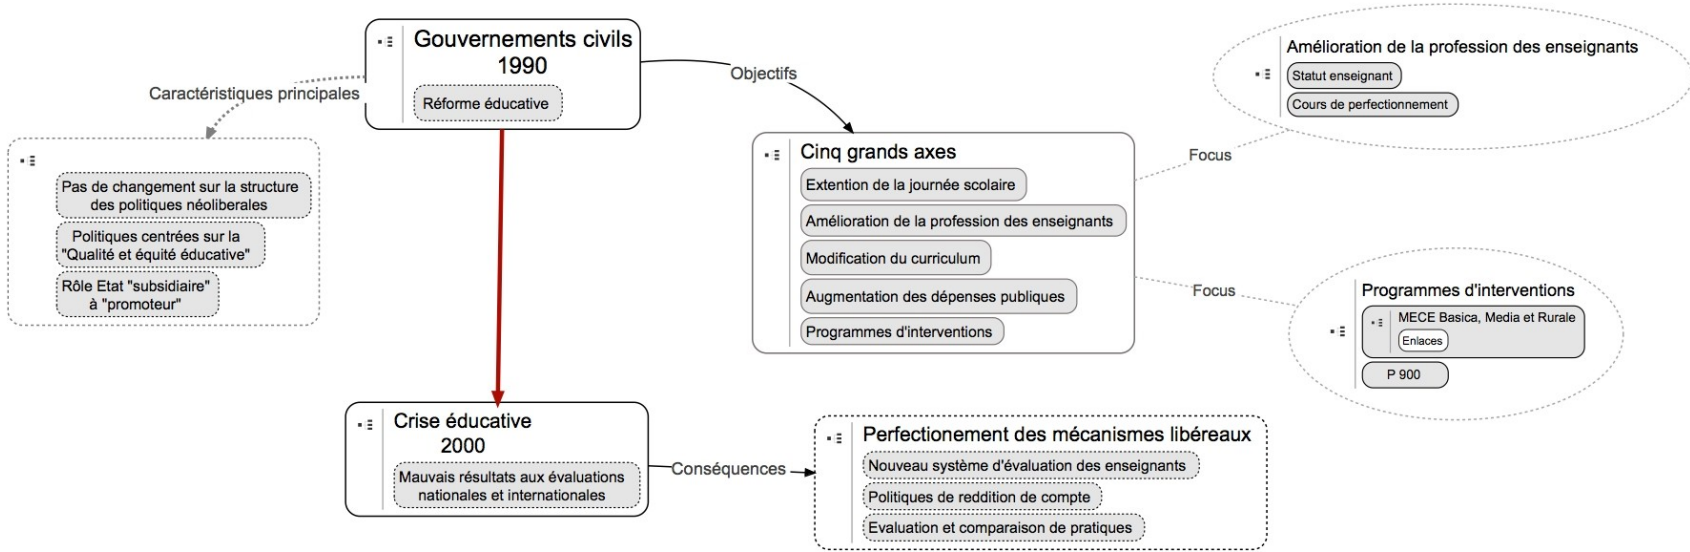 Gouvernements civils
1990
Réforme éducative
Caractéristiques principales
Pas de changement sur la structure
des politiques néoliberales
Politiques centrées sur la
"Qualité et équité éducative"
Rôle Etat "subsidiaire"
à "promoteur"
Objectifs
Cinq grands axes
Extention de la journée scolaire
Amélioration de la profession des enseignants
Modification du curriculum
Augmentation des dépenses publiques
Programmes d'interventions
Focus
Amélioration de la profession des enseignants
Statut enseignant
Cours de perfectionnement
Focus
Programmes d'interventions
MECE Basica, Media et Rurale
Enlaces
P 900
Crise éducative
2000
Mauvais résultats aux évaluations
nationales et internationales
Conséquences
Perfectionement des mécanismes libéreaux
Nouveau système d'évaluation des enseignants
Politiques de reddition de compte
Evaluation et comparaison de pratiques